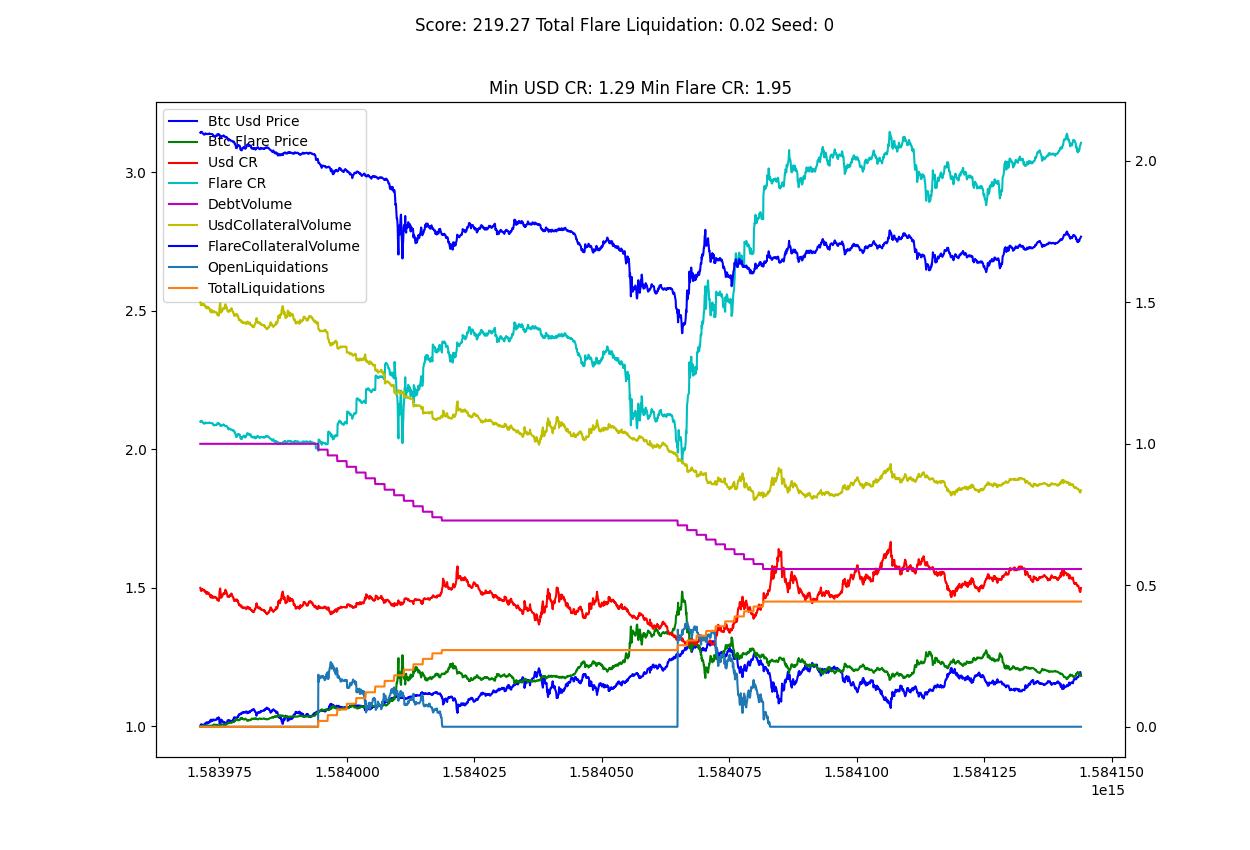 Score: 219.27 Total Flare Liquidation: 0.02 Seed: 0
Min USD CR: 1.29 Min Flare CR: 1.95
Btc Usd Price
Btc Flare Price
Usd CR
Flare CR
DebtVolume
UsdCollateralVolume
FlareCollateralVolume
OpenLiquidations
TotalLiquidations
3.0
2.5
2.0
1.5
1.0
2.0
1.5
1.0
0.5
0.0
1.583975 1.584000 1.584025 1.584050 1.584075 1.584100 1.584125 1.584150
1e15